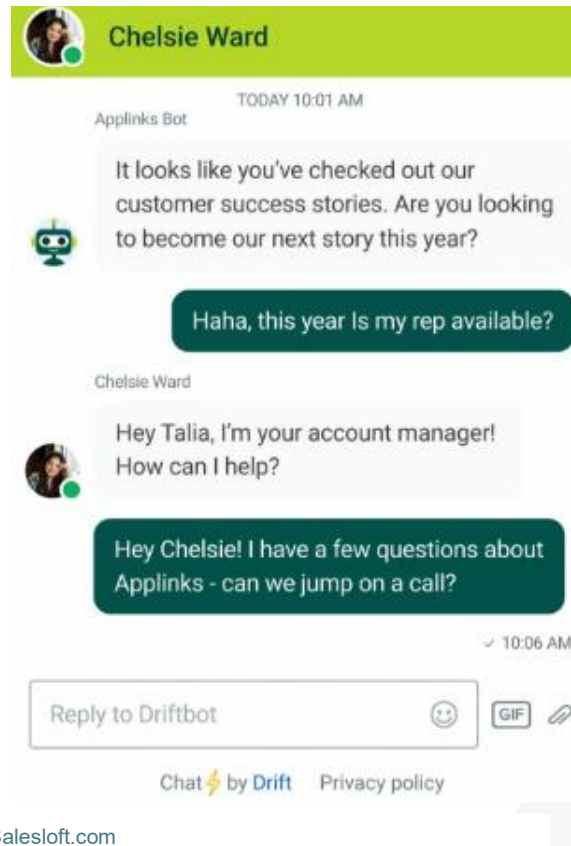 Chelsie Ward
TODAY 10:01 AM
Applinks Bot
It looks like you've checked out our
customer success stories. Are you looking
to become our next story this year?
Haha, this year Is my rep available?
Chelsie Ward
Hey Talia, I'm your account manager!
How can I help?
Hey Chelsie! I have a few questions about
Applinks - can we jump on a call?
✓ 10:06 AM
Reply to Driftbot
GIF
Chat⚡by Drift Privacy policy
alesloft.com